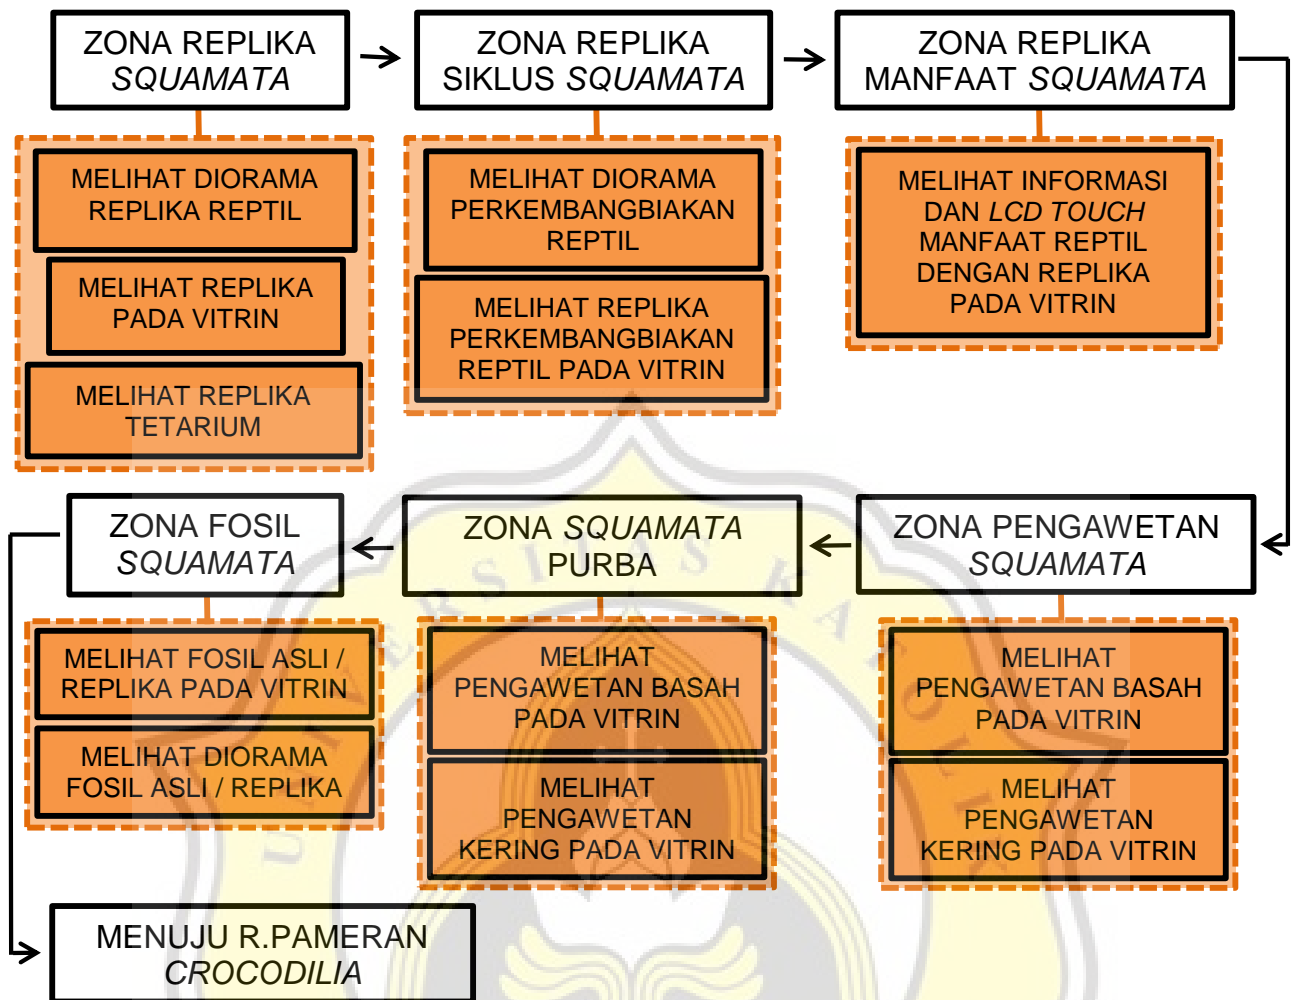 ZONA REPLIKA
SQUAMATA
ZONA REPLIKA
SIKLUS SQUAMATA
ZONA REPLIKA
MANFAAT SQUAMATA
MELIHAT DIORAMA
REPLIKA REPTIL
MELIHAT REPLIKA
PADA VITRIN
MELIHAT REPLIKA
TETARIUM
MELIHAT DIORAMA
PERKEMBANGBIAKAN
REPTIL
MELIHAT REPLIKA
PERKEMBANGBIAKAN
REPTIL PADA VITRIN
MELIHAT INFORMASI
DAN LCD TOUCH
MANFAAT REPTIL
DENGAN REPLIKA
PADA VITRIN
ZONA FOSIL
SQUAMATA
ZONA SQUAMATA
PURBA
ZONA PENGAWETAN
SQUAMATA
MELIHAT FOSIL ASLI /
REPLIKA PADA VITRIN
MELIHAT DIORAMA
FOSIL ASLI / REPLIKA
MELIHAT
PENGAWETAN BASAH
PADA VITRIN
MELIHAT
PENGAWETAN
KERING PADA VITRIN
MELIHAT
PENGAWETAN BASAH
PADA VITRIN
MELIHAT
PENGAWETAN
KERING PADA VITRIN
MENUJU R.PAMERAN
CROCODILIA
UNIVERSITAS KATOLIK